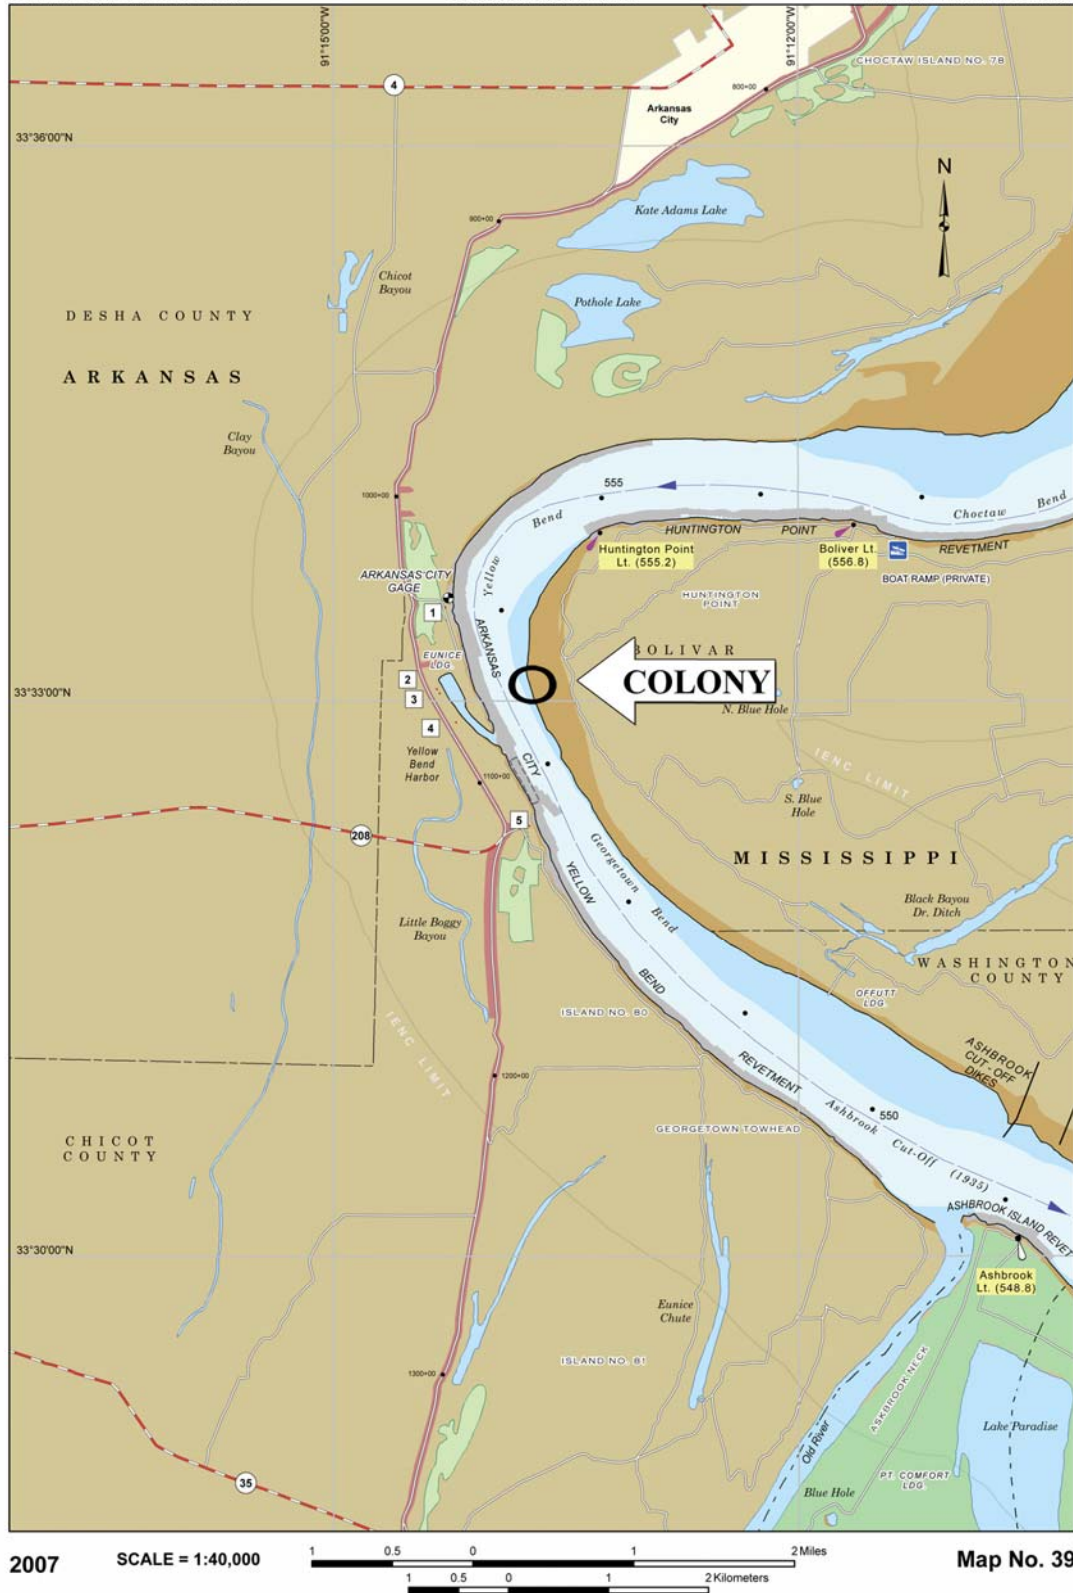 91°15'00"W
91°12'00"W
CHOCTAW ISLAND NO. 78
4
800+00
Arkansas
City
33°36'00"N
N
Kate Adams Lake
900+00
Chicot
Bayou
Pothole Lake
DESHA COUNTY
ARKANSAS
Clay
Bayou
555
1000+00
Bend
Choctaw Bend
HUNTINGTON POINT REVETMENT
Huntington Point
Lt. (555.2)
Boliver Lt.
(556.8)
BOAT RAMP (PRIVATE)
Yellow
ARKANSAS CITY
GAGE
HUNTINGTON
POINT
1
ARKANSAS
BOLIVAR
EUNICE
LDG.
2
COLONY
33°33'00"N
3
N. Blue Hole
4
Yellow
Bend
Harbor
CITY
IENC LIMIT
1100+00
S. Blue
Hole
5
208
Georgetown Bend
MISSISSIPPI
YELLOW
Black Bayou
Dr. Ditch
Little Boggy
Bayou
WASHINGTON
COUNTY
BEND
OFFUTT
LDG.
ISLAND NO. 80
IENC LIMIT
ASHBROOK
CUT-OFF
DIKES
REVETMENT
1200+00
Ashbrook Cut-Off (1935)
550
GEORGETOWN TOWHEAD
CHICOT
COUNTY
ASHBROOK ISLAND REVET
33°30'00"N
Ashbrook
Lt. (548.8)
Eunice
Chute
ISLAND NO. 81
1300+00
ASKBROOK NECK
Old River
Lake Paradise
35
PT. COMFORT
LDG.
Blue Hole
2007
SCALE = 1:40,000
1 0.5 0 1 2 Miles
1 0.5 0 1 2 Kilometers
Map No. 39